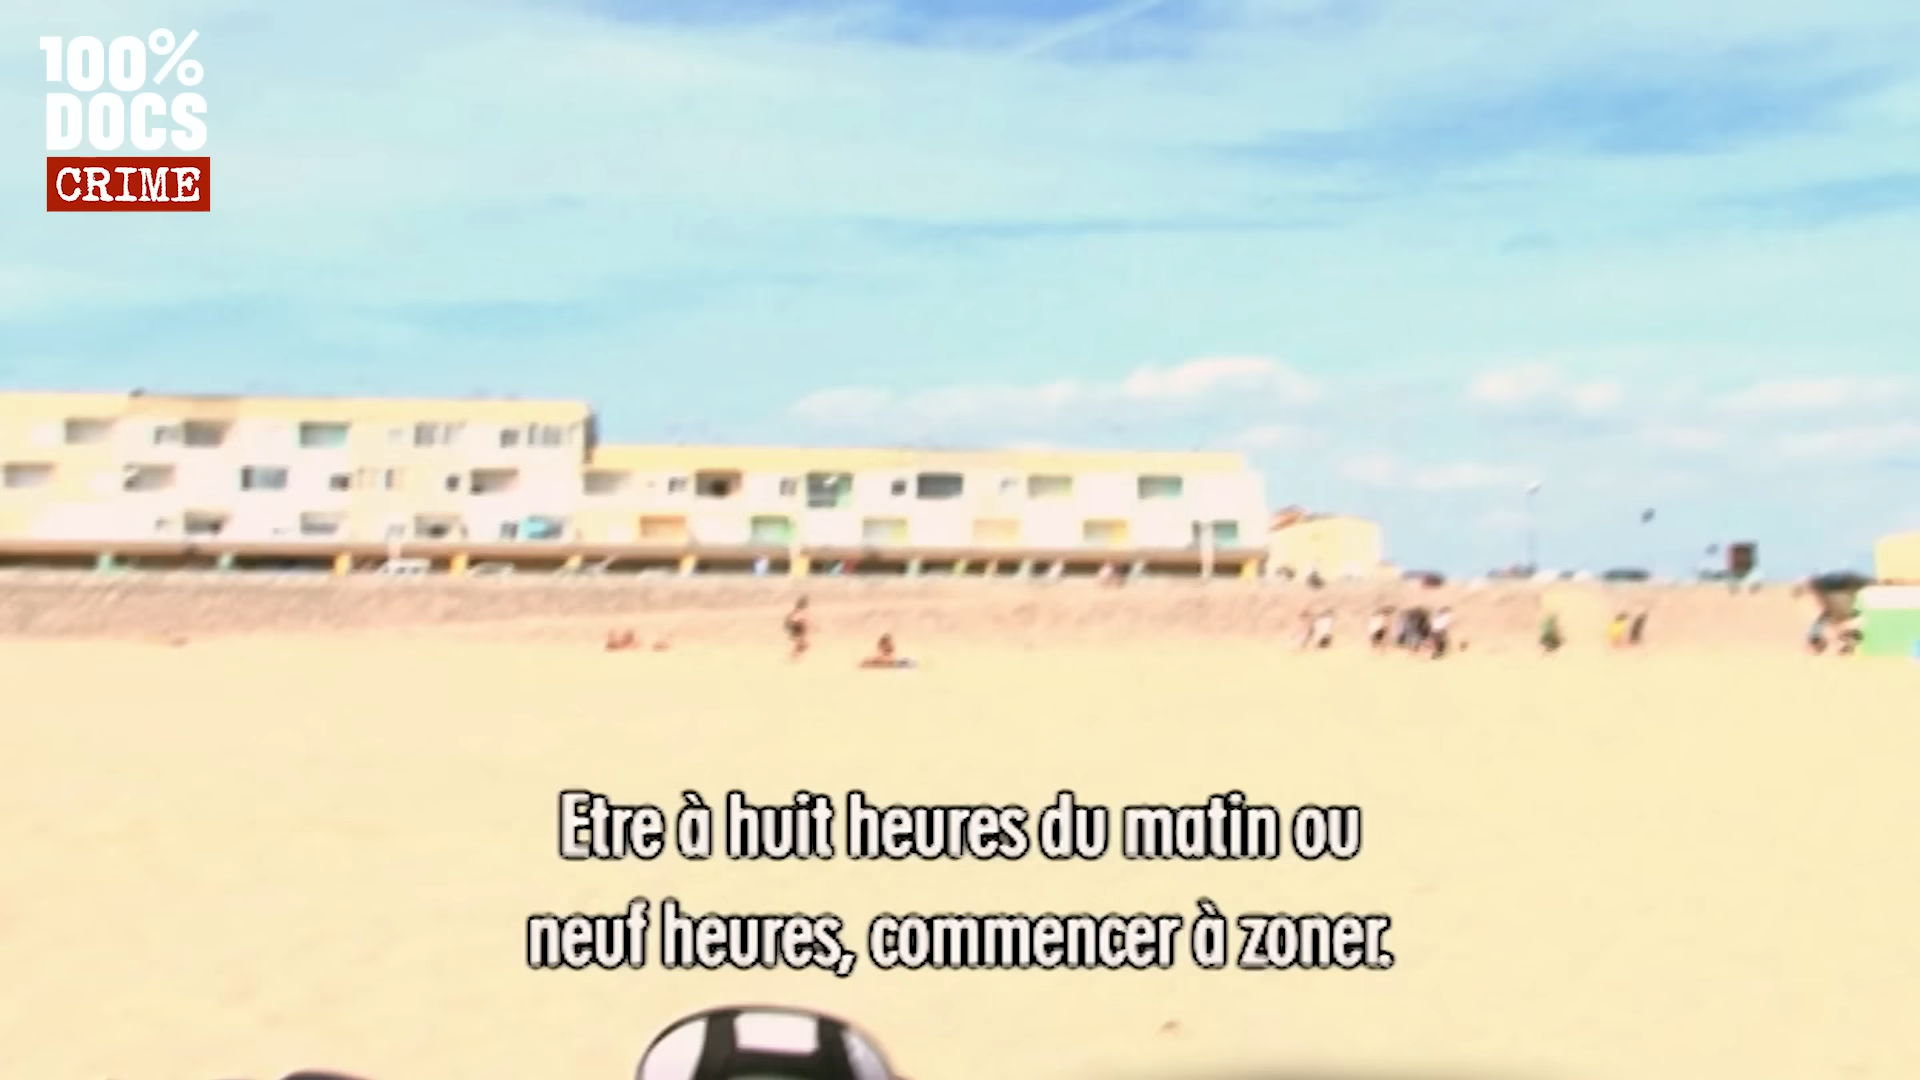 100%
DOCS
CRIME
Etre à huit heures du matin ou
neuf heures, commencer à zoner.